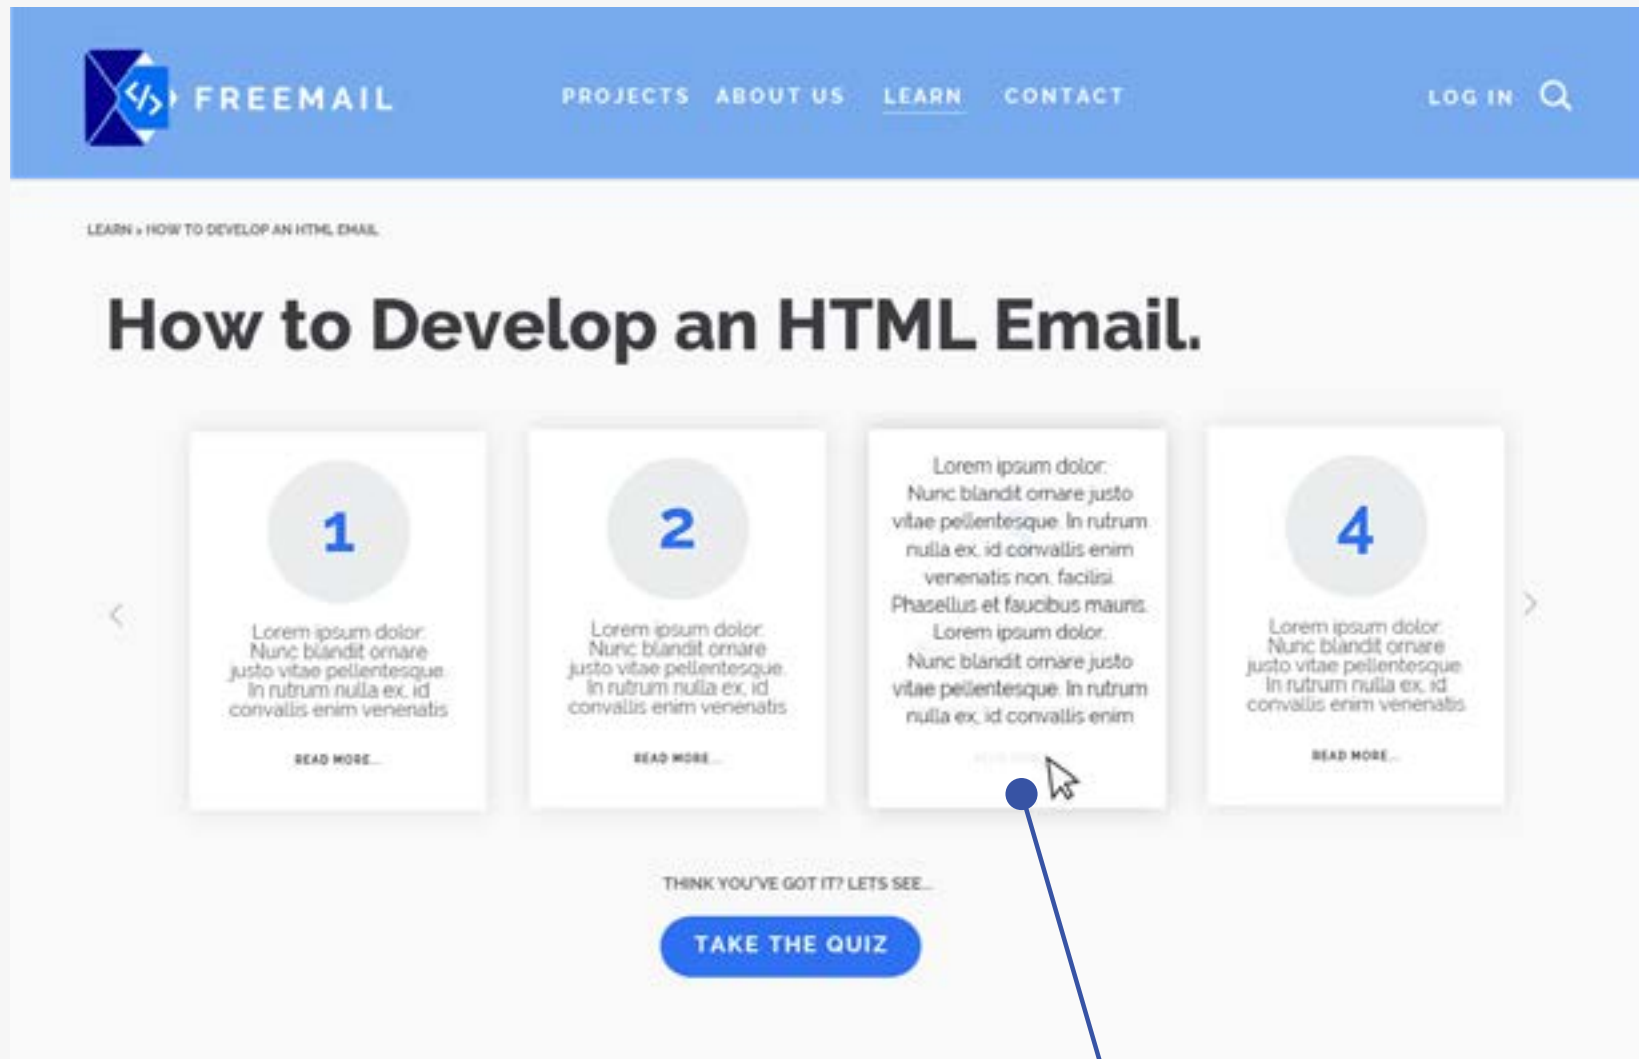 </> FREEMAIL
PROJECTS ABOUT US LEARN CONTACT
LOG IN
LEARN » HOW TO DEVELOP AN HTML EMAIL
How to Develop an HTML Email.
1
Lorem ipsum dolor.
Nunc blandit ornare
justo vitae pellentesque.
In rutrum nulla ex, id
convallis enim venenatis
READ MORE...
2
Lorem ipsum dolor.
Nunc blandit ornare
justo vitae pellentesque.
In rutrum nulla ex, id
convallis enim venenatis
READ MORE...
Lorem ipsum dolor.
Nunc blandit ornare justo
vitae pellentesque. In rutrum
nulla ex, id convallis enim
venenatis non, facilisi.
Phasellus et faucibus mauris.
Lorem ipsum dolor.
Nunc blandit ornare justo
vitae pellentesque. In rutrum
nulla ex, id convallis enim
4
Lorem ipsum dolor.
Nunc blandit ornare
justo vitae pellentesque.
In rutrum nulla ex, id
convallis enim venenatis
READ MORE...
THINK YOU'VE GOT IT? LETS SEE...
TAKE THE QUIZ